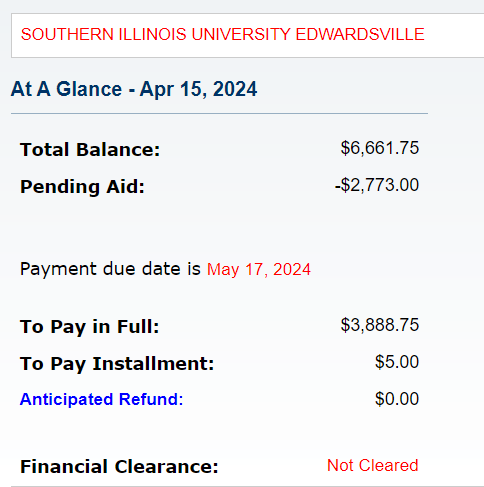 SOUTHERN ILLINOIS UNIVERSITY EDWARDSVILLE
At A Glance - Apr 15, 2024
Total Balance: $6,661.75
Pending Aid: -$2,773.00
Payment due date is May 17, 2024
To Pay in Full: $3,888.75
To Pay Installment: $5.00
Anticipated Refund: $0.00
Financial Clearance: Not Cleared